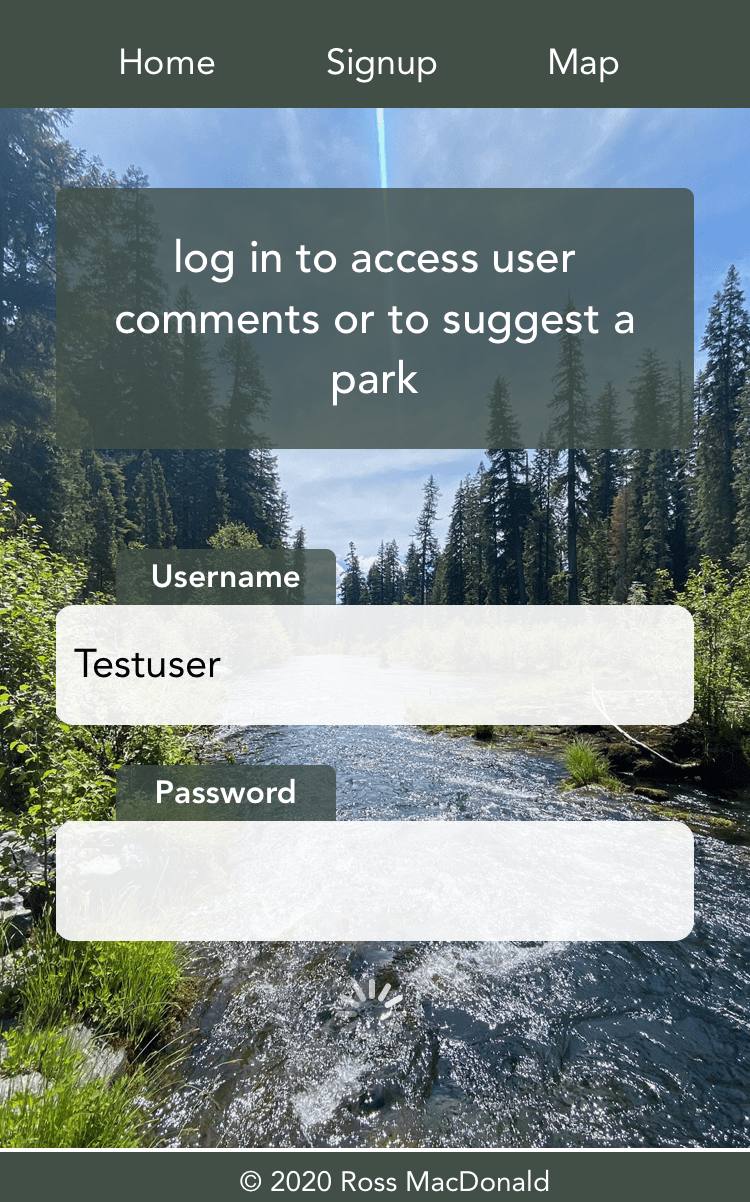 Home Signup Map
log in to access user
comments or to suggest a
park
Username
Testuser
Password
© 2020 Ross MacDonald